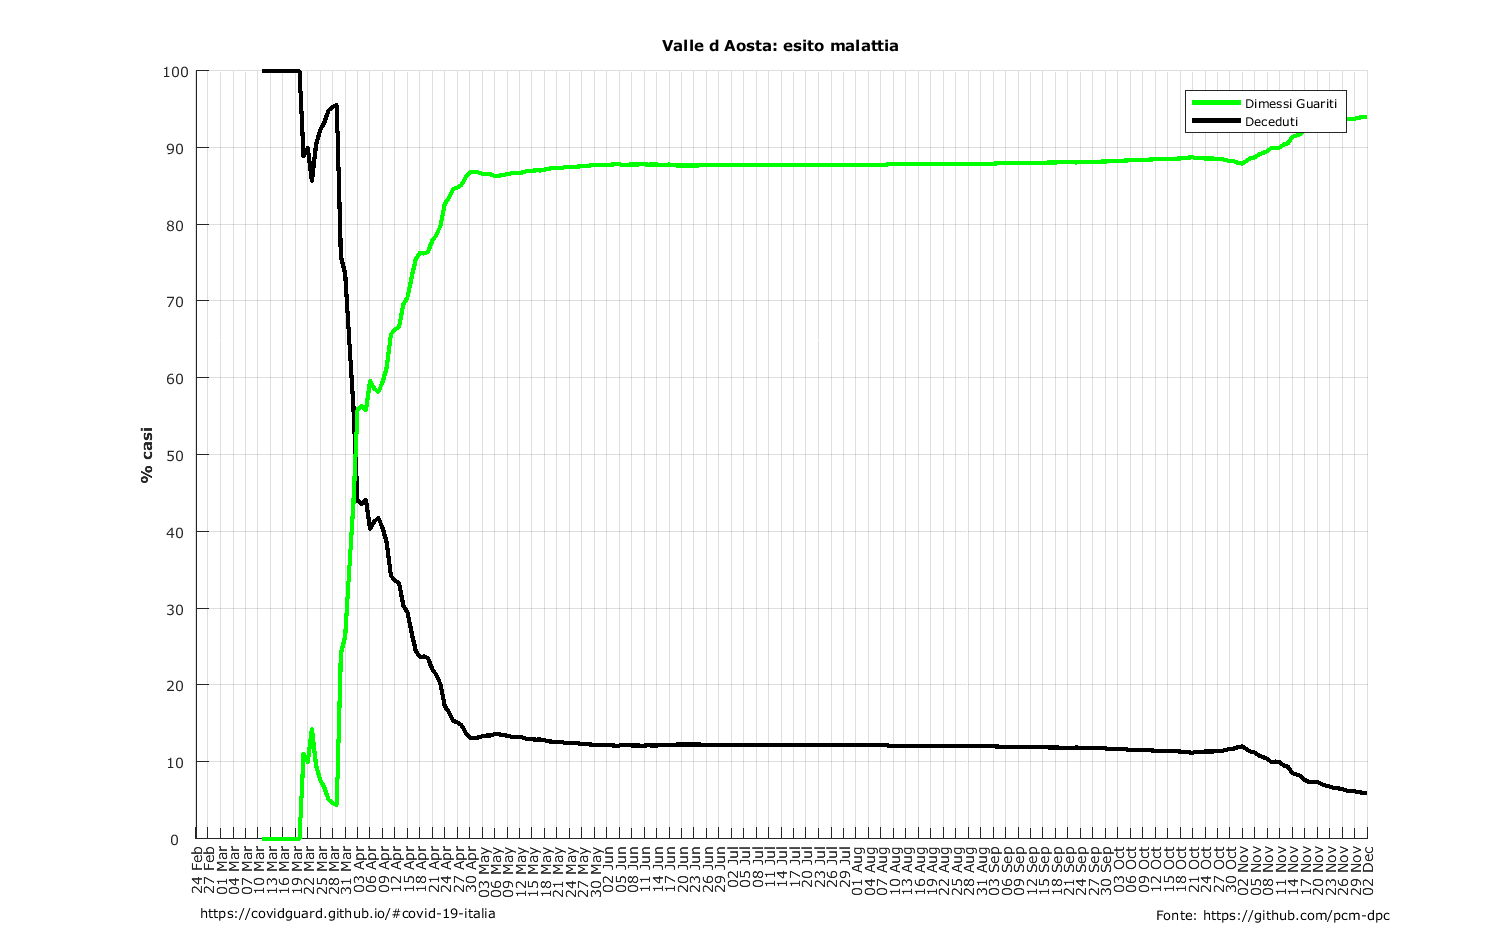 Valle d Aosta: esito malattia
Dimessi Guariti
Deceduti
% casi
100
90
80
70
60
50
40
30
20
10
0
24 Feb
27 Feb
01 Mar
04 Mar
07 Mar
10 Mar
13 Mar
16 Mar
19 Mar
22 Mar
25 Mar
28 Mar
31 Mar
03 Apr
06 Apr
09 Apr
12 Apr
15 Apr
18 Apr
21 Apr
24 Apr
27 Apr
30 Apr
03 May
06 May
09 May
12 May
15 May
18 May
21 May
24 May
27 May
30 May
02 Jun
05 Jun
08 Jun
11 Jun
14 Jun
17 Jun
20 Jun
23 Jun
26 Jun
29 Jun
02 Jul
05 Jul
08 Jul
11 Jul
14 Jul
17 Jul
20 Jul
23 Jul
26 Jul
29 Jul
01 Aug
04 Aug
07 Aug
10 Aug
13 Aug
16 Aug
19 Aug
22 Aug
25 Aug
28 Aug
31 Aug
03 Sep
06 Sep
09 Sep
12 Sep
15 Sep
18 Sep
21 Sep
24 Sep
27 Sep
30 Sep
03 Oct
06 Oct
09 Oct
12 Oct
15 Oct
18 Oct
21 Oct
24 Oct
27 Oct
30 Oct
02 Nov
05 Nov
08 Nov
11 Nov
14 Nov
17 Nov
20 Nov
23 Nov
26 Nov
29 Nov
02 Dec
https://covidguard.github.io/#covid-19-italia
Fonte: https://github.com/pcm-dpc